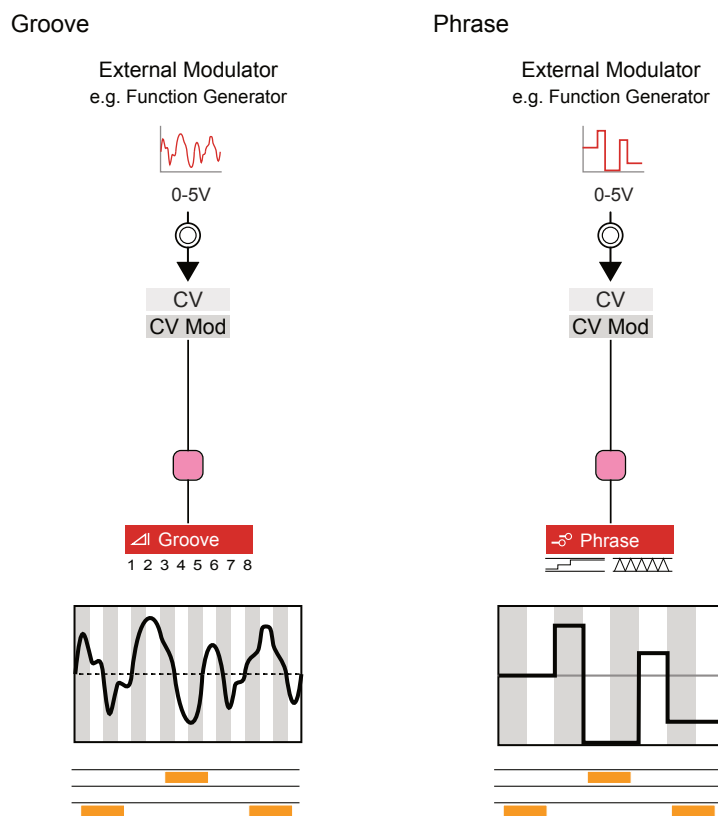 Groove
External Modulator
e.g. Function Generator
0-5V
CV
CV Mod
Groove
1 2 3 4 5 6 7 8
Phrase
External Modulator
e.g. Function Generator
0-5V
CV
CV Mod
Phrase